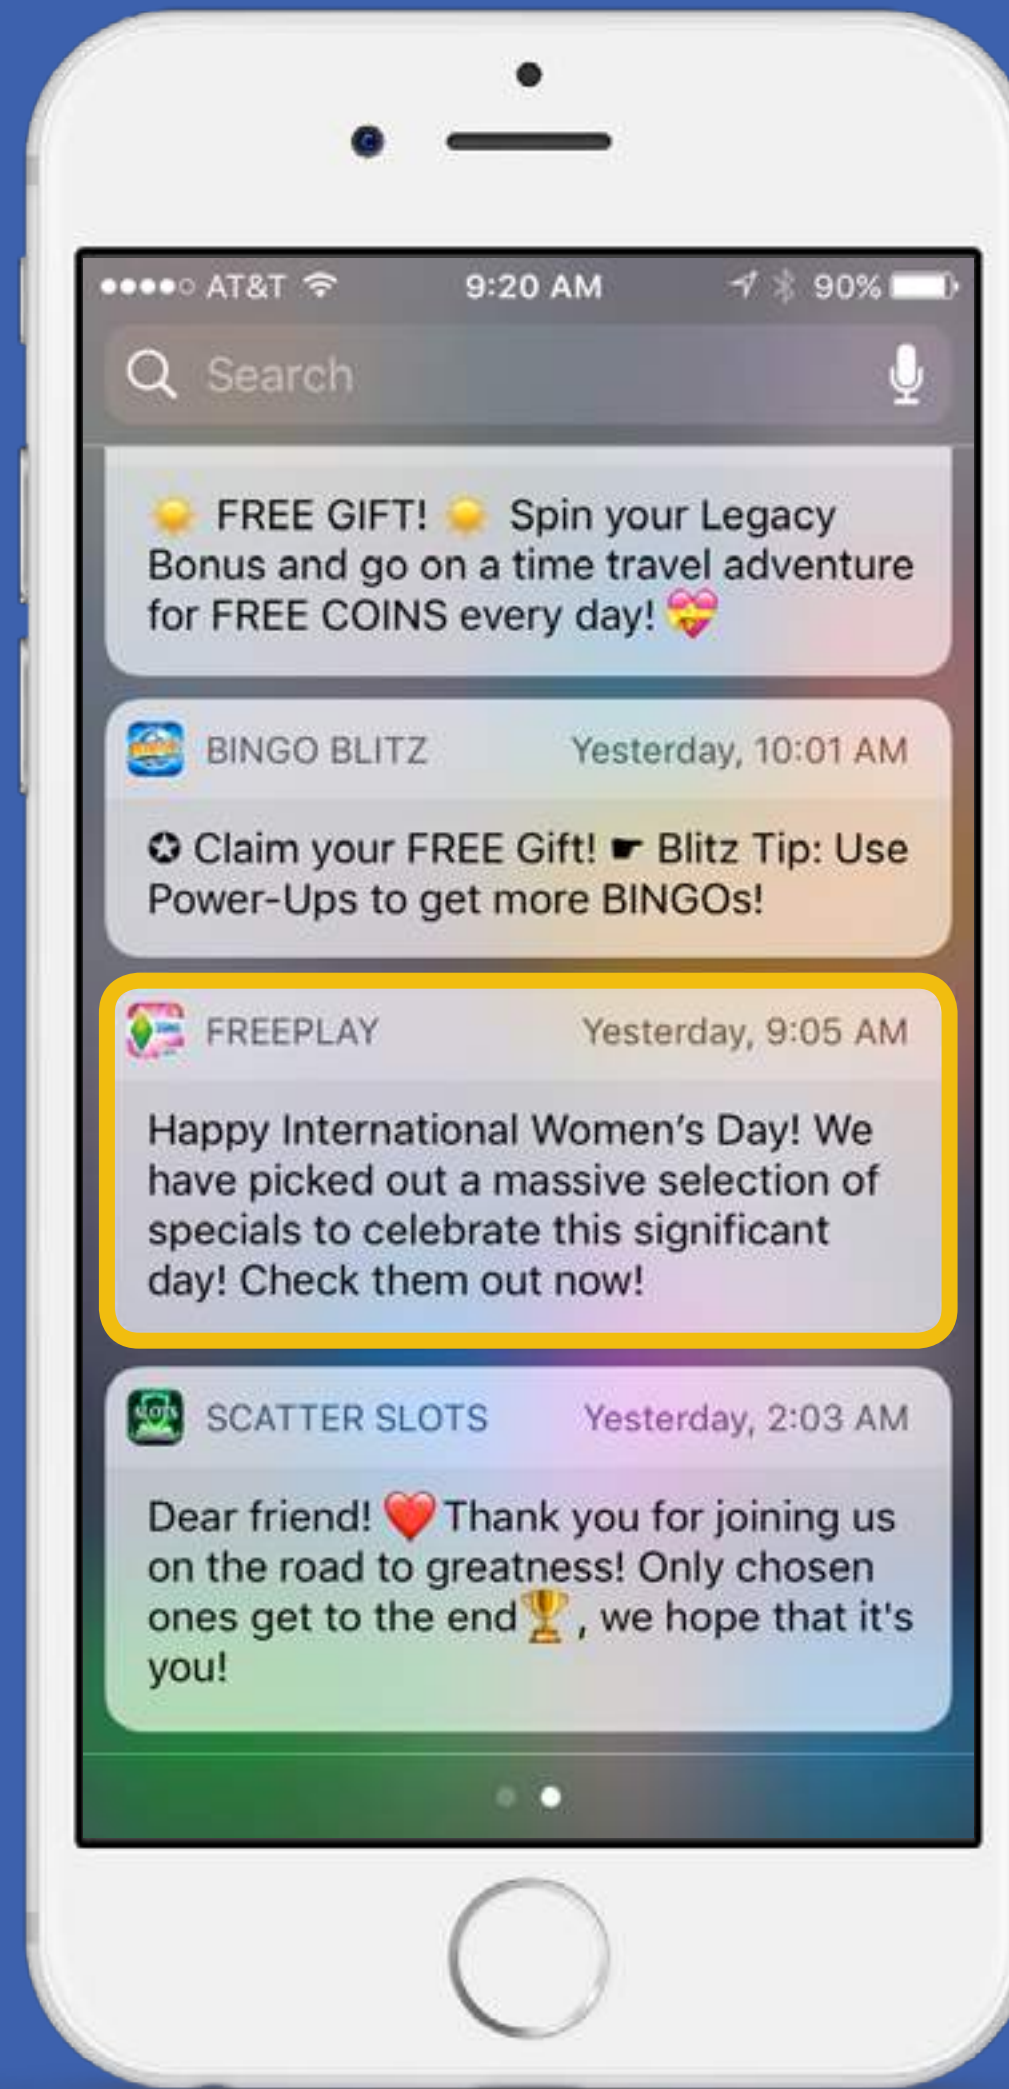 ●●●●○ AT&T 9:20 AM 90%
Search
☀️ FREE GIFT! ☀️ Spin your Legacy
Bonus and go on a time travel adventure
for FREE COINS every day! 💝
BINGO BLITZ Yesterday, 10:01 AM
✪ Claim your FREE Gift! ☛ Blitz Tip: Use
Power-Ups to get more BINGOs!
FREEPLAY Yesterday, 9:05 AM
Happy International Women’s Day! We
have picked out a massive selection of
specials to celebrate this significant
day! Check them out now!
SLOTS
SCATTER SLOTS Yesterday, 2:03 AM
Dear friend! ❤️ Thank you for joining us
on the road to greatness! Only chosen
ones get to the end🏆, we hope that it's
you!